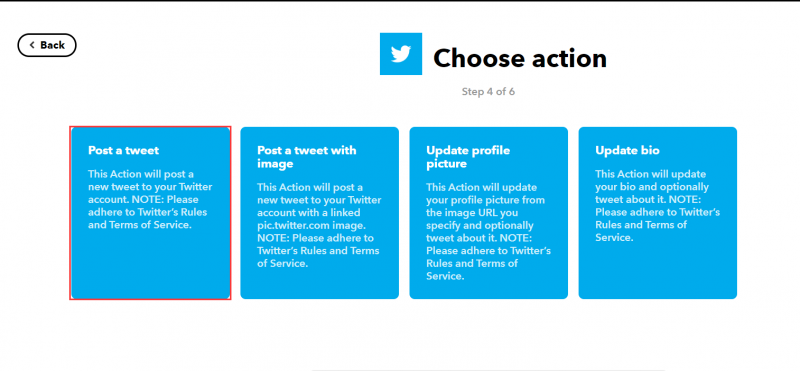 Back
Choose action
Step 4 of 6
Post a tweet
This Action will post a
new tweet to your Twitter
account. NOTE: Please
adhere to Twitter's Rules
and Terms of Service.
Post a tweet with
image
This Action will post a
new tweet to your Twitter
account with a linked
pic.twitter.com image.
NOTE: Please adhere to
Twitter's Rules and Terms
of Service.
Update profile
picture
This Action will update
your profile picture from
the image URL you
specify and optionally
tweet about it. NOTE:
Please adhere to Twitter's
Rules and Terms of
Service.
Update bio
This Action will update
your bio and optionally
tweet about it. NOTE:
Please adhere to Twitter's
Rules and Terms of
Service.